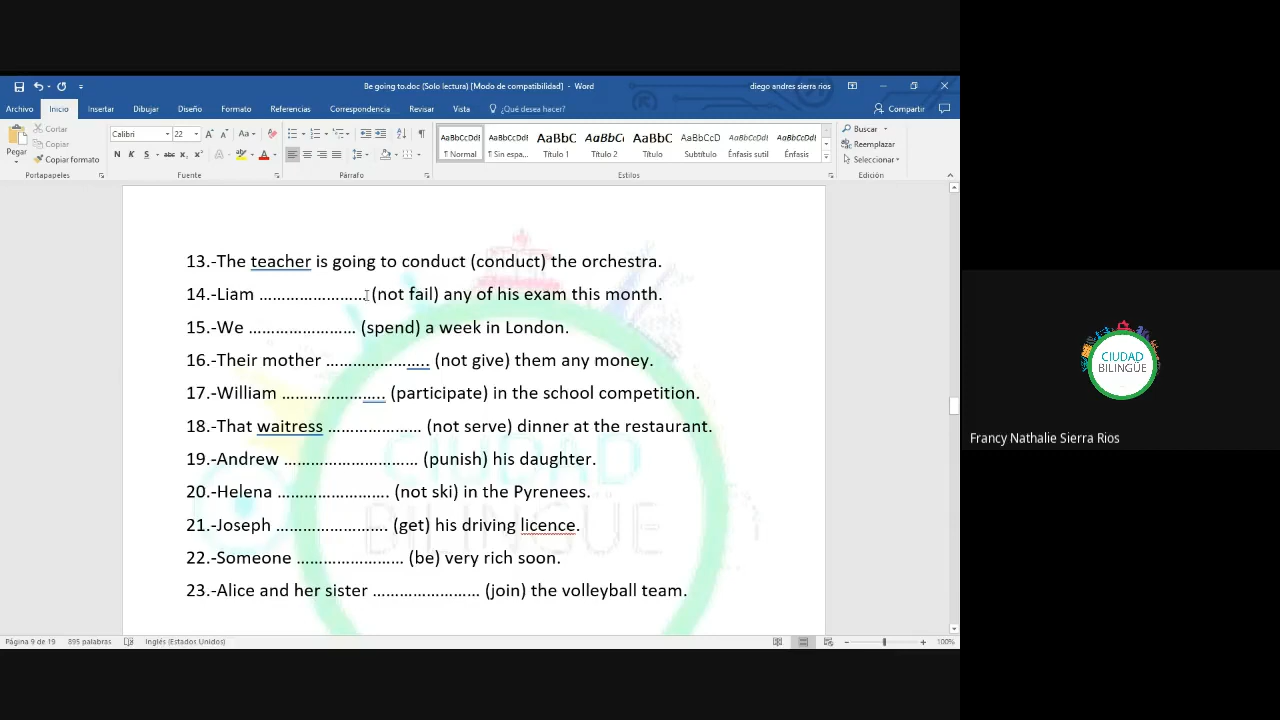 Be going to.doc (Solo lectura) [Modo de compatibilidad] - Word
diego andres sierra rios
Archivo Inicio Insertar Dibujar Diseño Formato Referencias Correspondencia Revisar Vista ¿Qué desea hacer? Compartir
Pegar
Cortar
Copiar
Copiar formato
Calibri 22
N K S abc x₂ x²
AaBbCcDdI AaBbCcDdI AaBbC AaBbCc AaBbC AaBbCcD AaBbCcDdI AaBbCcDdI
¶ Normal ¶ Sin espa... Título 1 Título 2 Título Subtítulo Énfasis sutil Énfasis
Buscar
Reemplazar
Seleccionar
Portapapeles Fuente Párrafo Estilos Edición
13.-The teacher is going to conduct (conduct) the orchestra.
14.-Liam …………………… (not fail) any of his exam this month.
15.-We …………………… (spend) a week in London.
16.-Their mother ………………….. (not give) them any money.
17.-William ………………….. (participate) in the school competition.
18.-That waitress ………………… (not serve) dinner at the restaurant.
19.-Andrew ………………………… (punish) his daughter.
20.-Helena ……………………. (not ski) in the Pyrenees.
21.-Joseph ……………………. (get) his driving licence.
22.-Someone …………………… (be) very rich soon.
23.-Alice and her sister …………………… (join) the volleyball team.
CIUDAD
BILINGÜE
Página 9 de 19 895 palabras Inglés (Estados Unidos) 100%
CIUDAD
BILINGÜE
Francy Nathalie Sierra Rios